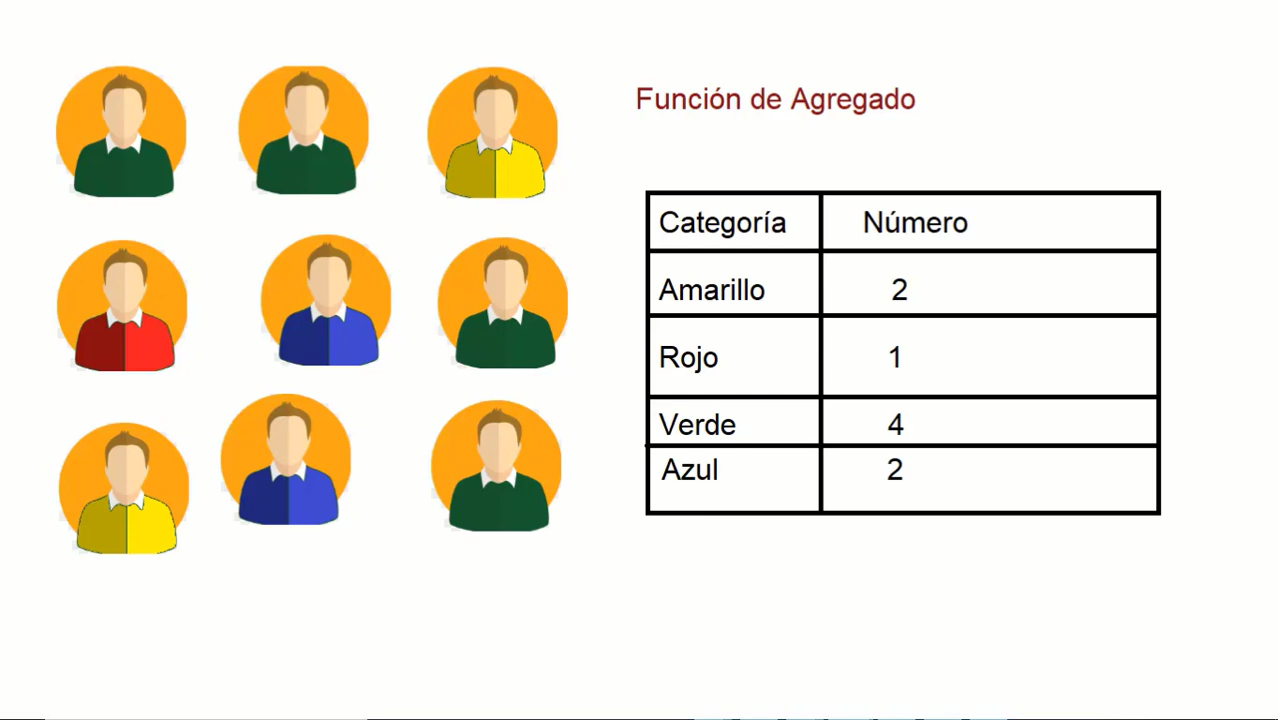 Función de Agregado
Categoría Número
Amarillo 2
Rojo 1
Verde 4
Azul 2